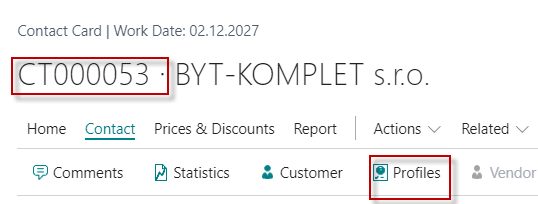 Contact Card | Work Date: 02.12.2027
CT000053 · BYT-KOMPLET s.r.o.
Home Contact Prices & Discounts Report Actions Related
Comments Statistics Customer Profiles Vendor